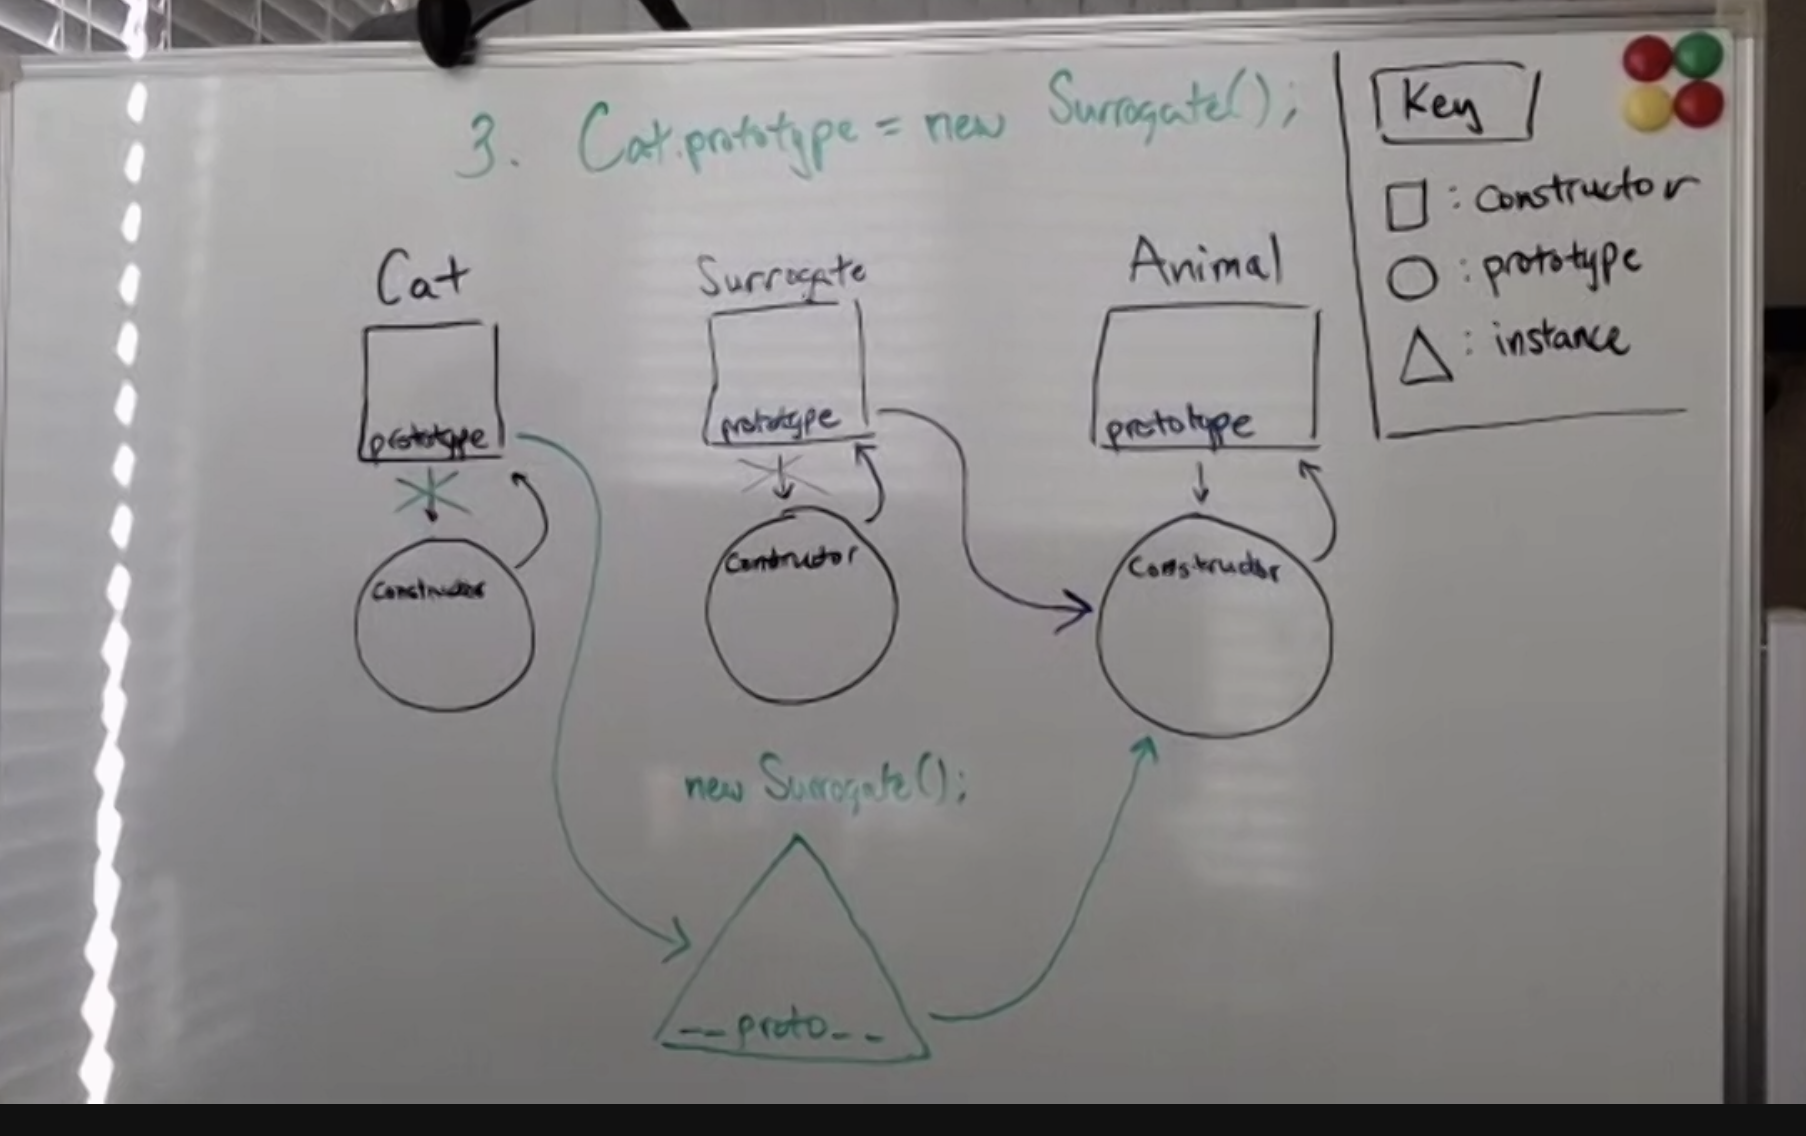 3. Cat.prototype = new Surrogate();
Key
: constructor
: prototype
: instance
Cat
Surrogate
Animal
prototype
prototype
prototype
Constructor
Contructor
Constructor
new Surrogate();
__proto__